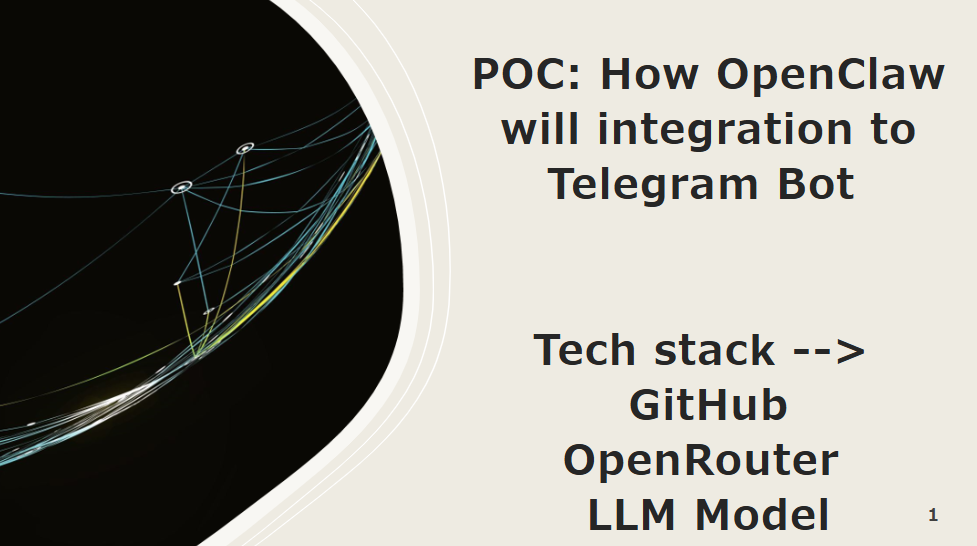 POC: How OpenClaw
will integration to
Telegram Bot
Tech stack -->
GitHub
OpenRouter
LLM Model
1